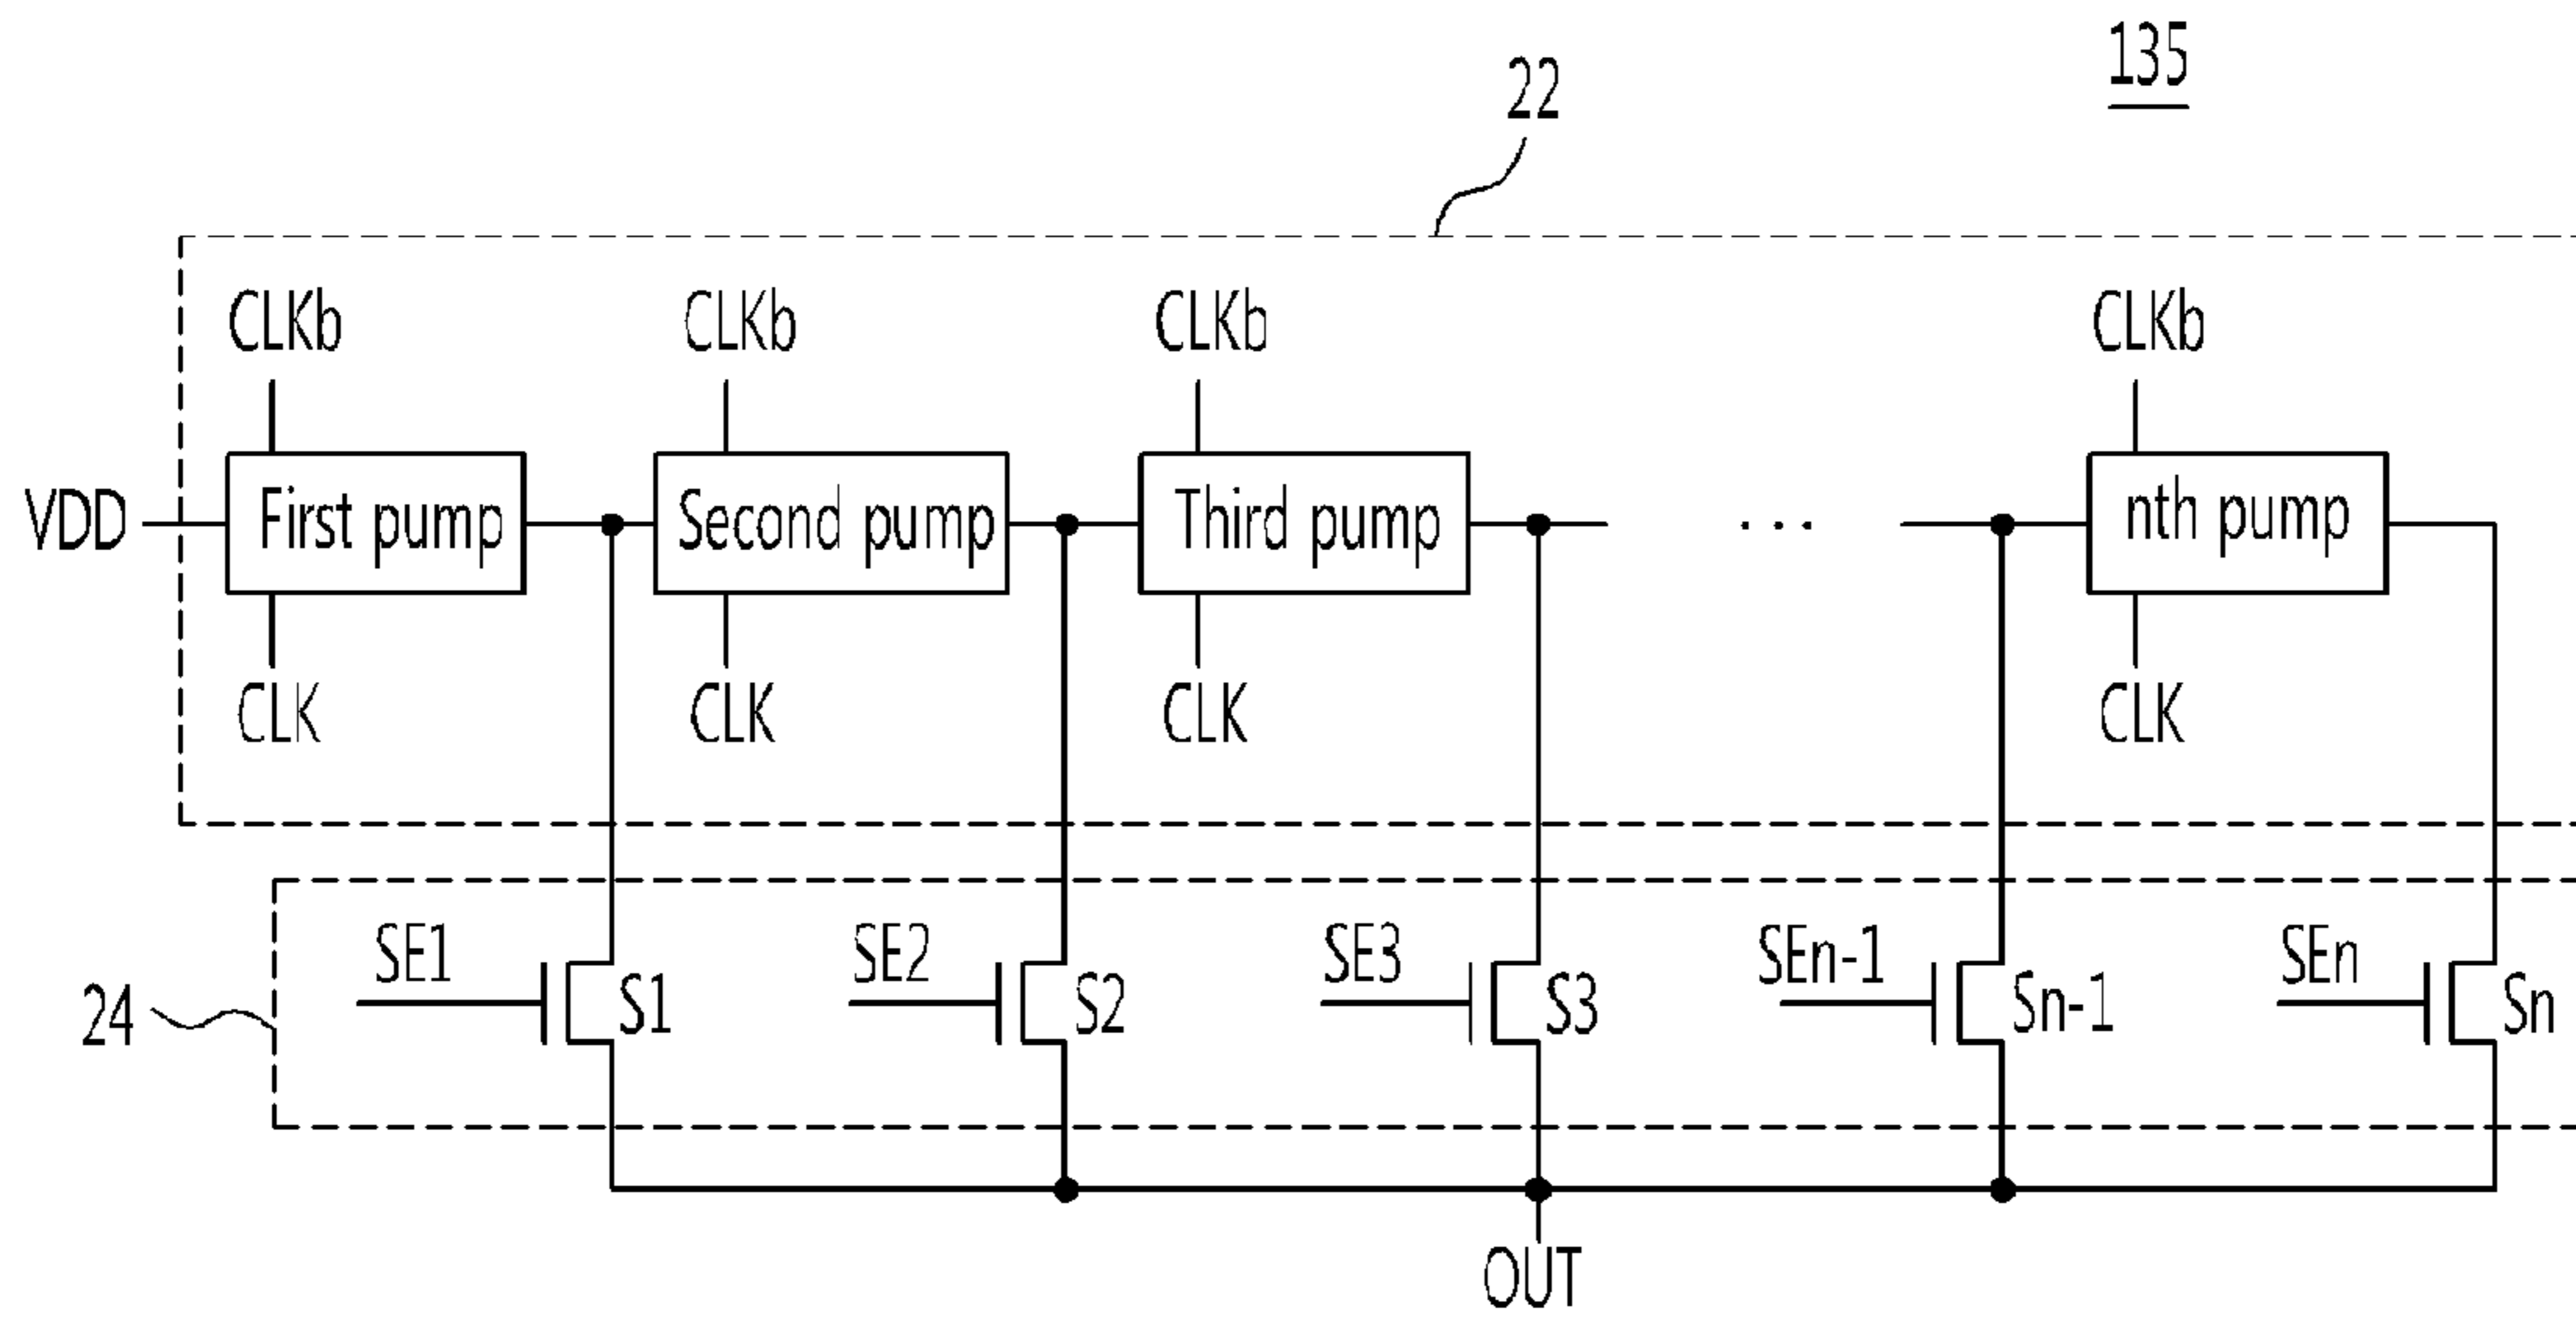 135
22
CLKb CLKb CLKb CLKb
VDD First pump Second pump Third pump ... nth pump
CLK CLK CLK CLK
SE1 SE2 SE3 SEn-1 SEn
24 S1 S2 S3 Sn-1 Sn
OUT